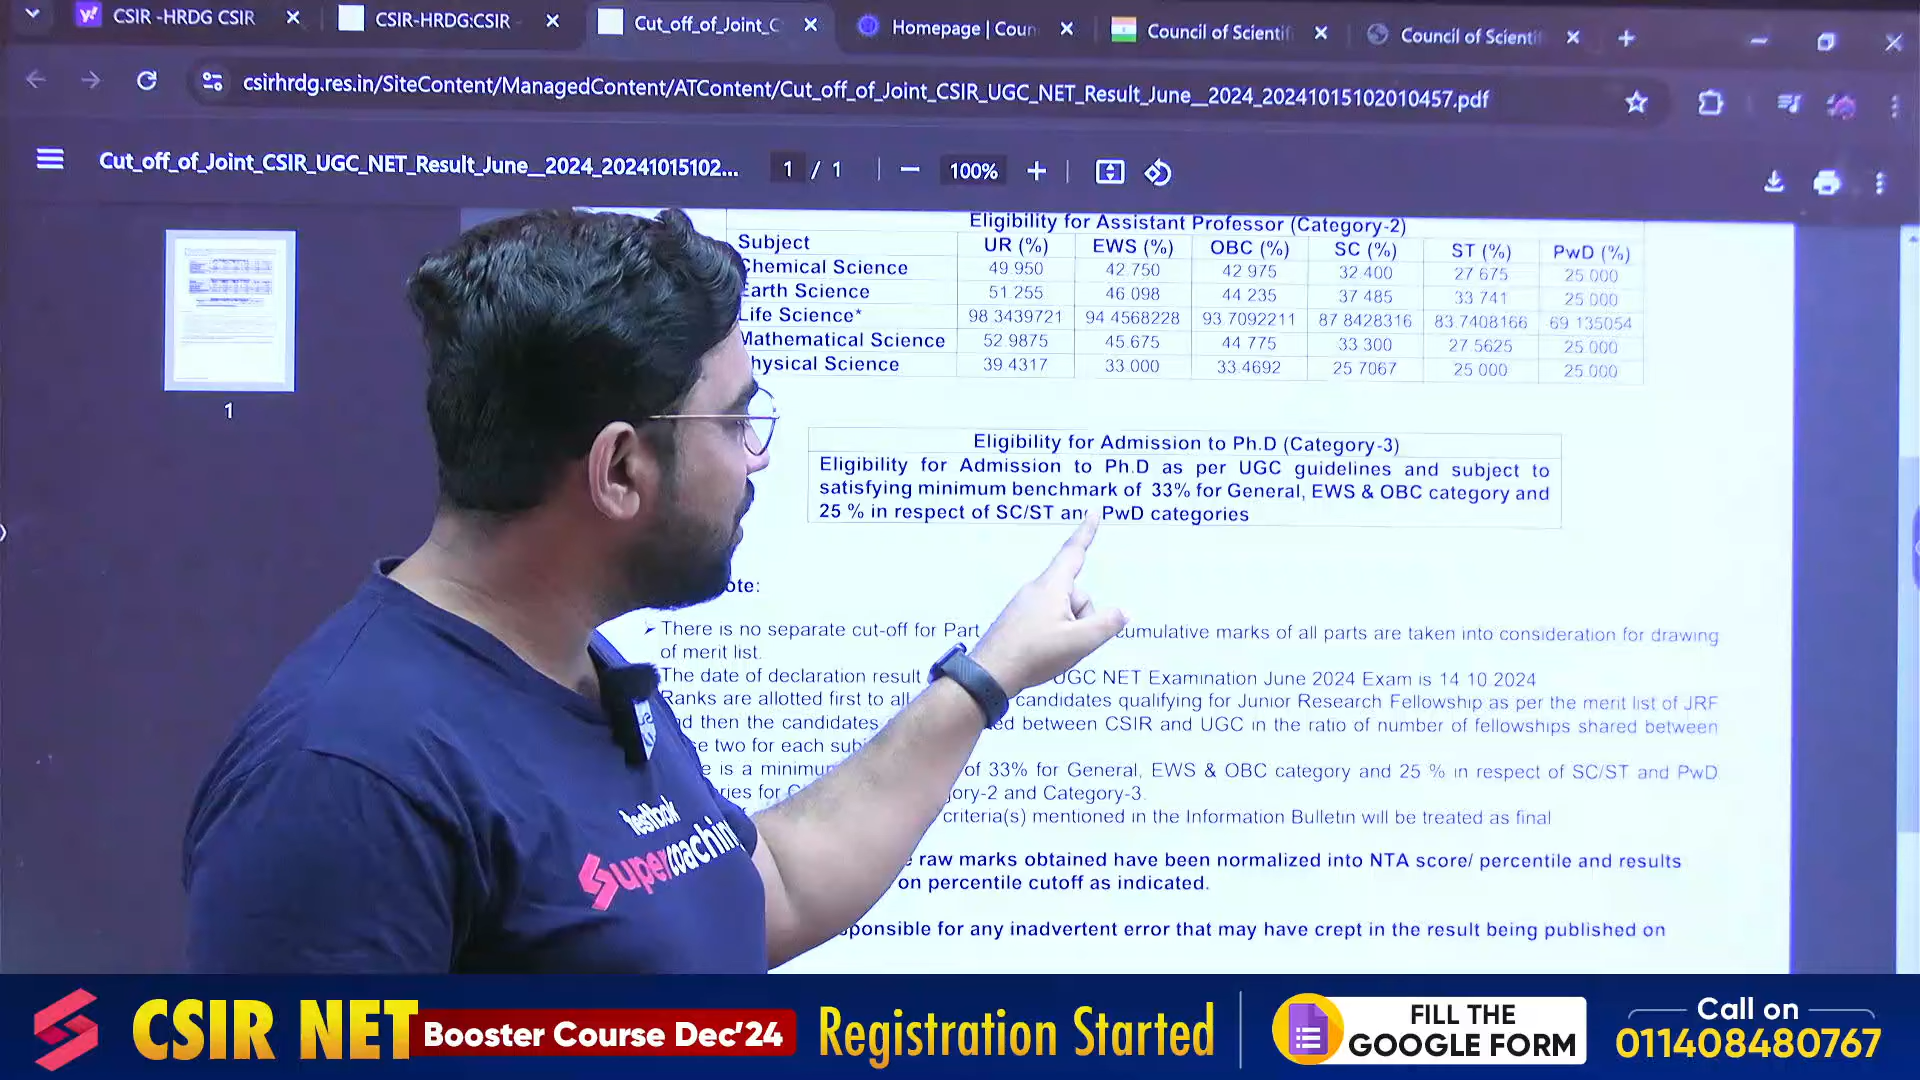 CSIR -HRDG CSIR
CSIR-HRDG:CSIR
Cut_off_of_Joint_C
Homepage | Coun
Council of Scientif
Council of Scienti
csirhrdg.res.in/SiteContent/ManagedContent/ATContent/Cut_off_of_Joint_CSIR_UGC_NET_Result_June__2024_20241015102010457.pdf
Cut_off_of_Joint_CSIR_UGC_NET_Result_June__2024_20241015102...
1 / 1
100%
1
Eligibility for Assistant Professor (Category-2)
Subject UR (%) EWS (%) OBC (%) SC (%) ST (%) PwD (%)
Chemical Science 49.950 42.750 42.975 32.400 27.675 25.000
Earth Science 51.255 46.098 44.235 37.485 33.741 25.000
Life Science* 98.3439721 94.4568228 93.7092211 87.8428316 83.7408166 69.135054
Mathematical Science 52.9875 45.675 44.775 33.300 27.5625 25.000
hysical Science 39.4317 33.000 33.4692 25.7067 25.000 25.000
Eligibility for Admission to Ph.D (Category-3)
Eligibility for Admission to Ph.D as per UGC guidelines and subject to
satisfying minimum benchmark of 33% for General, EWS & OBC category and
25 % in respect of SC/ST and PwD categories
ote:
There is no separate cut-off for Part cumulative marks of all parts are taken into consideration for drawing
of merit list.
The date of declaration result UGC NET Examination June 2024 Exam is 14.10.2024
Ranks are allotted first to all candidates qualifying for Junior Research Fellowship as per the merit list of JRF
nd then the candidates ed between CSIR and UGC in the ratio of number of fellowships shared between
se two for each sub
e is a minimum of 33% for General, EWS & OBC category and 25 % in respect of SC/ST and PwD
ries for gory-2 and Category-3.
criteria(s) mentioned in the Information Bulletin will be treated as final
raw marks obtained have been normalized into NTA score/ percentile and results
on percentile cutoff as indicated.
sponsible for any inadvertent error that may have crept in the result being published on
testbook
Supercoaching
CSIR NET
Booster Course Dec'24
Registration Started
FILL THE
GOOGLE FORM
Call on
011408480767